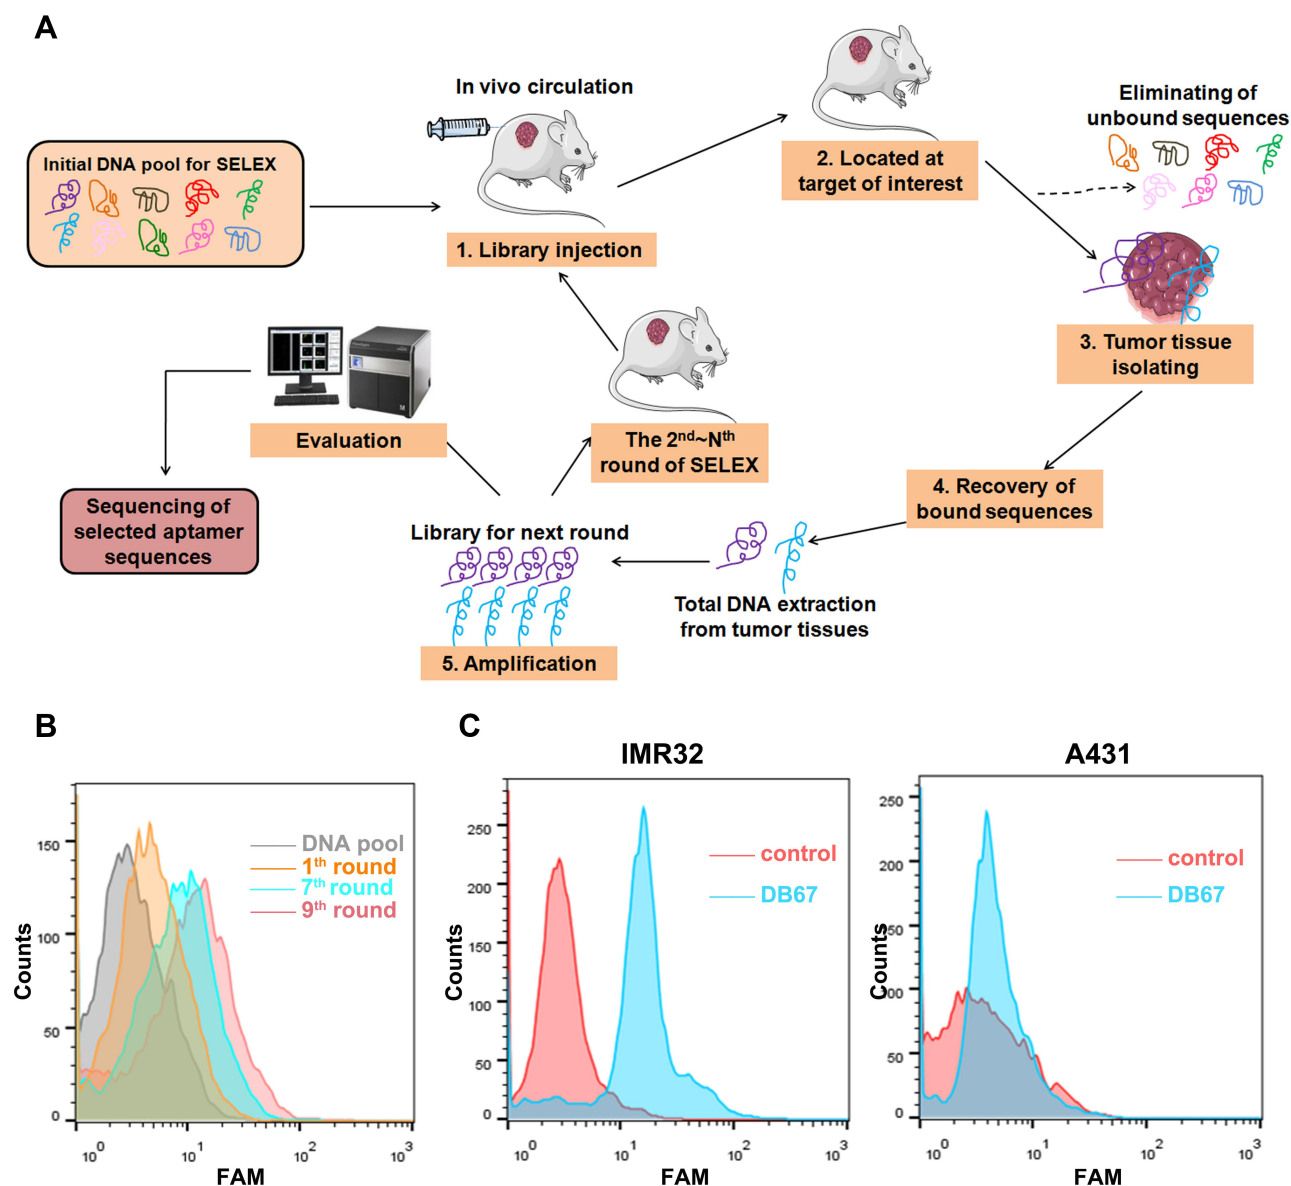 A
In vivo circulation
Initial DNA pool for SELEX
1. Library injection
2. Located at
target of interest
Eliminating of
unbound sequences
3. Tumor tissue
isolating
4. Recovery of
bound sequences
Total DNA extraction
from tumor tissues
Library for next round
5. Amplification
The 2nd~Nth
round of SELEX
Evaluation
Sequencing of
selected aptamer
sequences
B
DNA pool
1th round
7th round
9th round
Counts
150
100
50
0
10^0 10^1 10^2 10^3
FAM
C
IMR32
control
DB67
Counts
250
200
150
100
50
0
10^0 10^1 10^2 10^3
FAM
A431
control
DB67
Counts
250
200
50
0
10^0 10^1 10^2 10^3
FAM